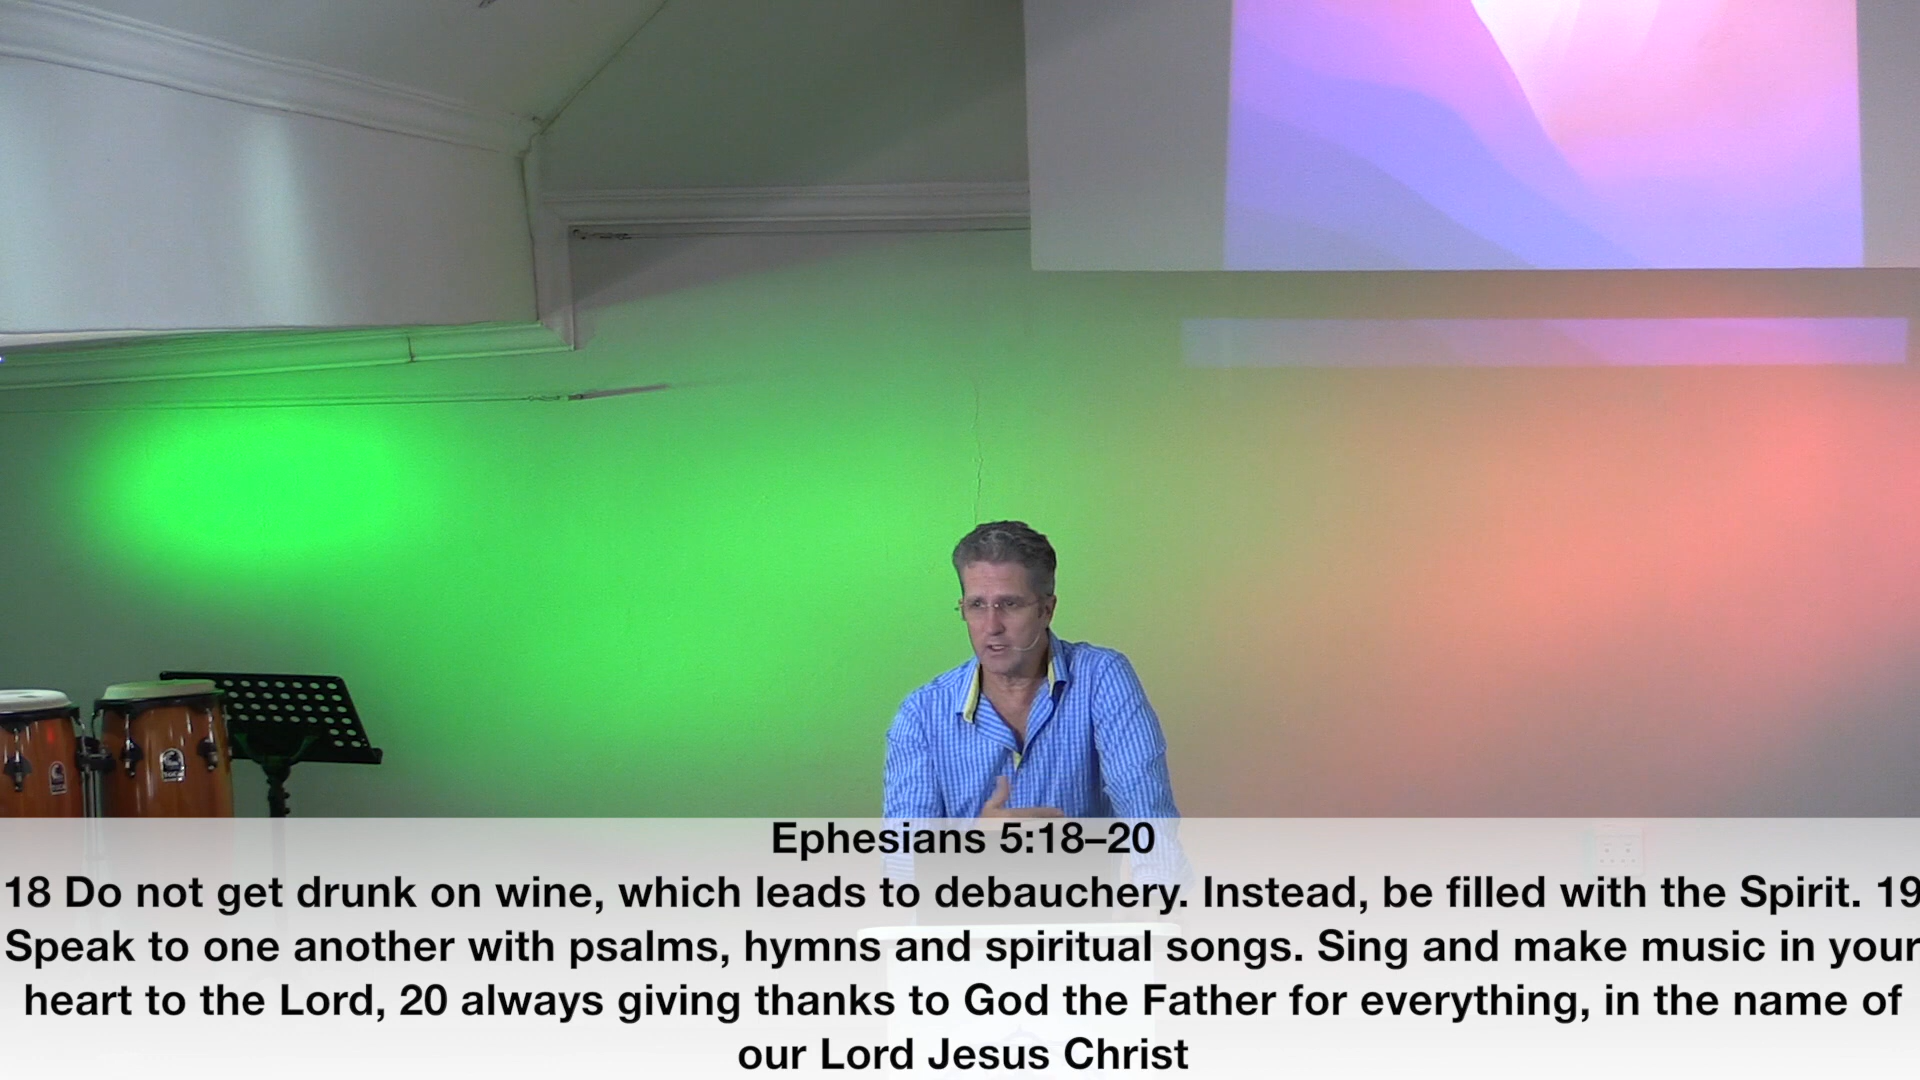 Ephesians 5:18–20
18 Do not get drunk on wine, which leads to debauchery. Instead, be filled with the Spirit. 19
Speak to one another with psalms, hymns and spiritual songs. Sing and make music in your
heart to the Lord, 20 always giving thanks to God the Father for everything, in the name of
our Lord Jesus Christ